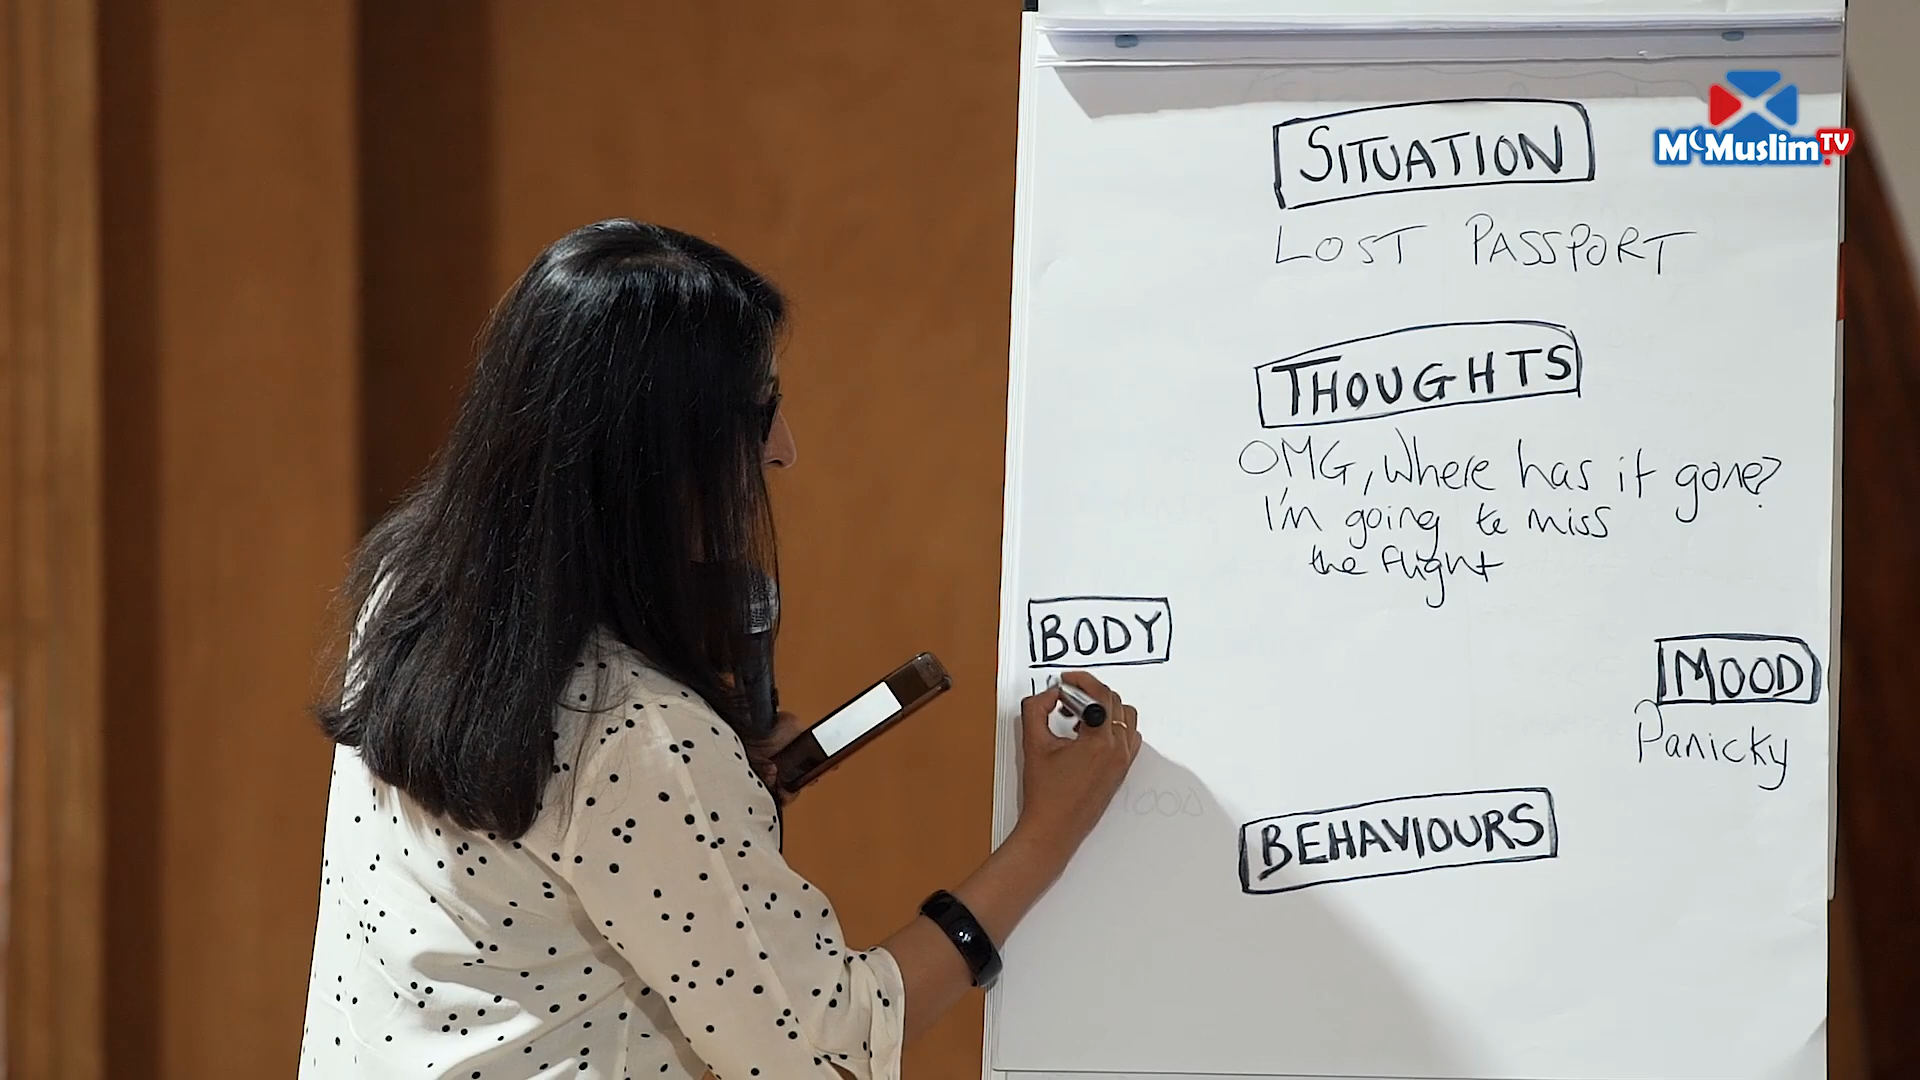 McMuslim.TV
SITUATION
LOST PASSPORT
THOUGHTS
OMG, Where has it gone?
I'm going to miss
the flight
BODY
MOOD
Panicky
MOOD
BEHAVIOURS